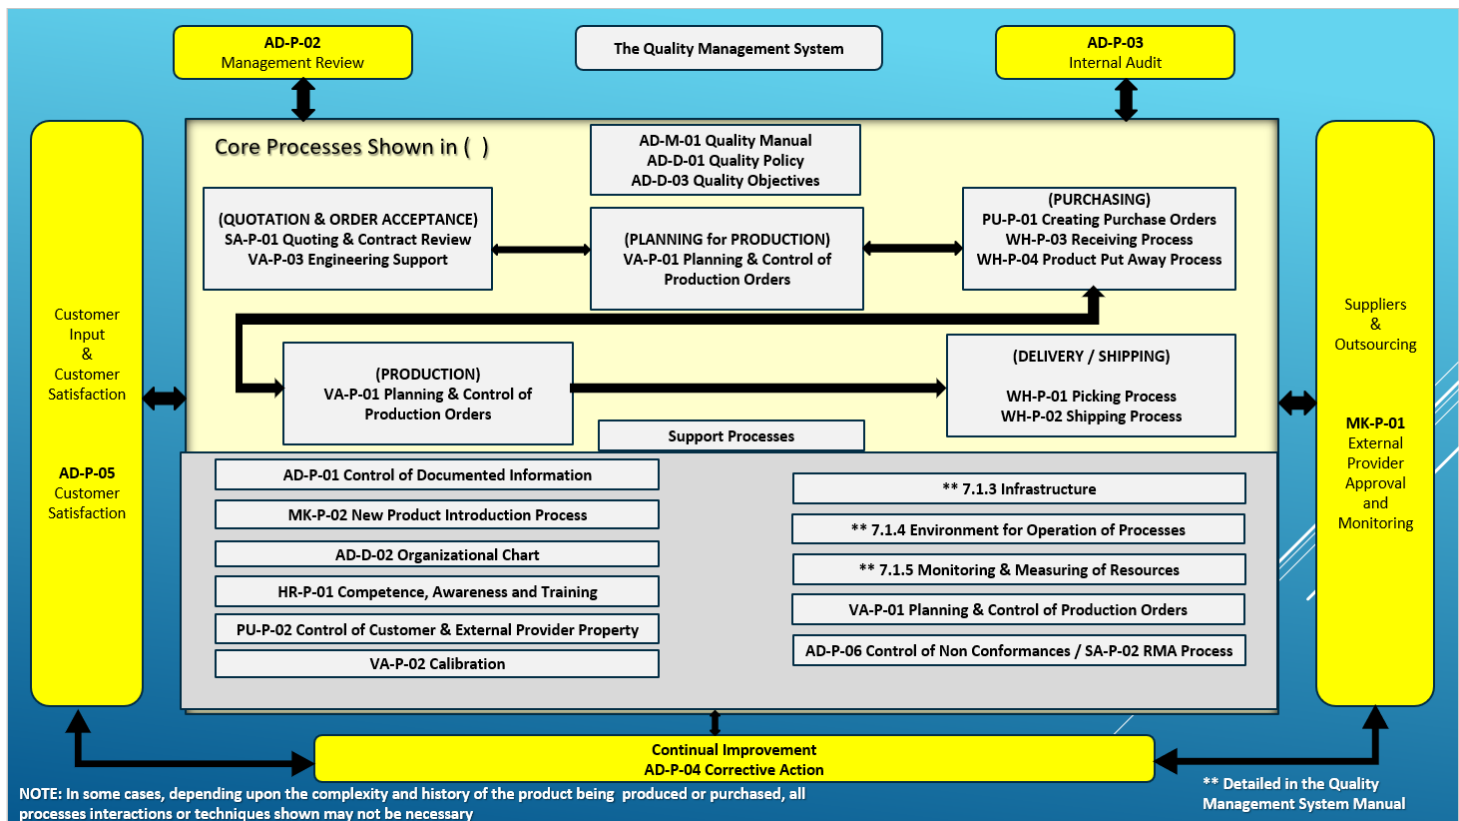 AD-P-02
Management Review
The Quality Management System
AD-P-03
Internal Audit
Customer
Input
&
Customer
Satisfaction
AD-P-05
Customer
Satisfaction
Core Processes Shown in (  )
AD-M-01 Quality Manual
AD-D-01 Quality Policy
AD-D-03 Quality Objectives
(QUOTATION & ORDER ACCEPTANCE)
SA-P-01 Quoting & Contract Review
VA-P-03 Engineering Support
(PLANNING for PRODUCTION)
VA-P-01 Planning & Control of
Production Orders
(PURCHASING)
PU-P-01 Creating Purchase Orders
WH-P-03 Receiving Process
WH-P-04 Product Put Away Process
(PRODUCTION)
VA-P-01 Planning & Control of
Production Orders
(DELIVERY / SHIPPING)
WH-P-01 Picking Process
WH-P-02 Shipping Process
Support Processes
AD-P-01 Control of Documented Information
MK-P-02 New Product Introduction Process
AD-D-02 Organizational Chart
HR-P-01 Competence, Awareness and Training
PU-P-02 Control of Customer & External Provider Property
VA-P-02 Calibration
** 7.1.3 Infrastructure
** 7.1.4 Environment for Operation of Processes
** 7.1.5 Monitoring & Measuring of Resources
VA-P-01 Planning & Control of Production Orders
AD-P-06 Control of Non Conformances / SA-P-02 RMA Process
Suppliers
&
Outsourcing
MK-P-01
External
Provider
Approval
and
Monitoring
Continual Improvement
AD-P-04 Corrective Action
NOTE: In some cases, depending upon the complexity and history of the product being  produced or purchased, all
processes interactions or techniques shown may not be necessary
** Detailed in the Quality
Management System Manual